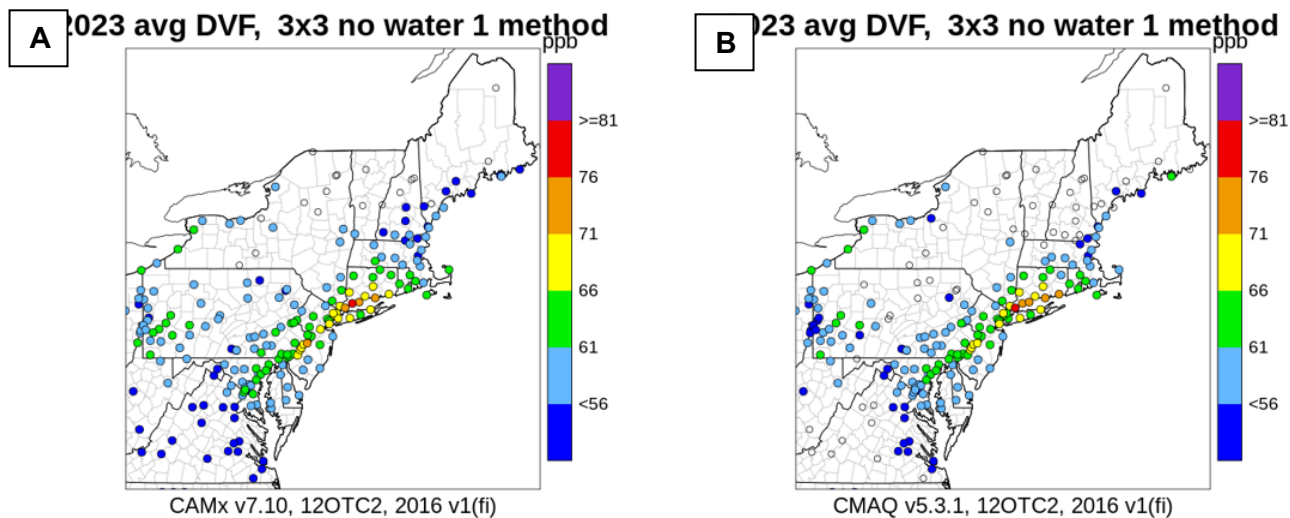 A
2023 avg DVF, 3x3 no water 1 method
ppb
>=81
76
71
66
61
<56
CAMx v7.10, 12OTC2, 2016 v1(fi)
B
2023 avg DVF, 3x3 no water 1 method
ppb
>=81
76
71
66
61
<56
CMAQ v5.3.1, 12OTC2, 2016 v1(fi)